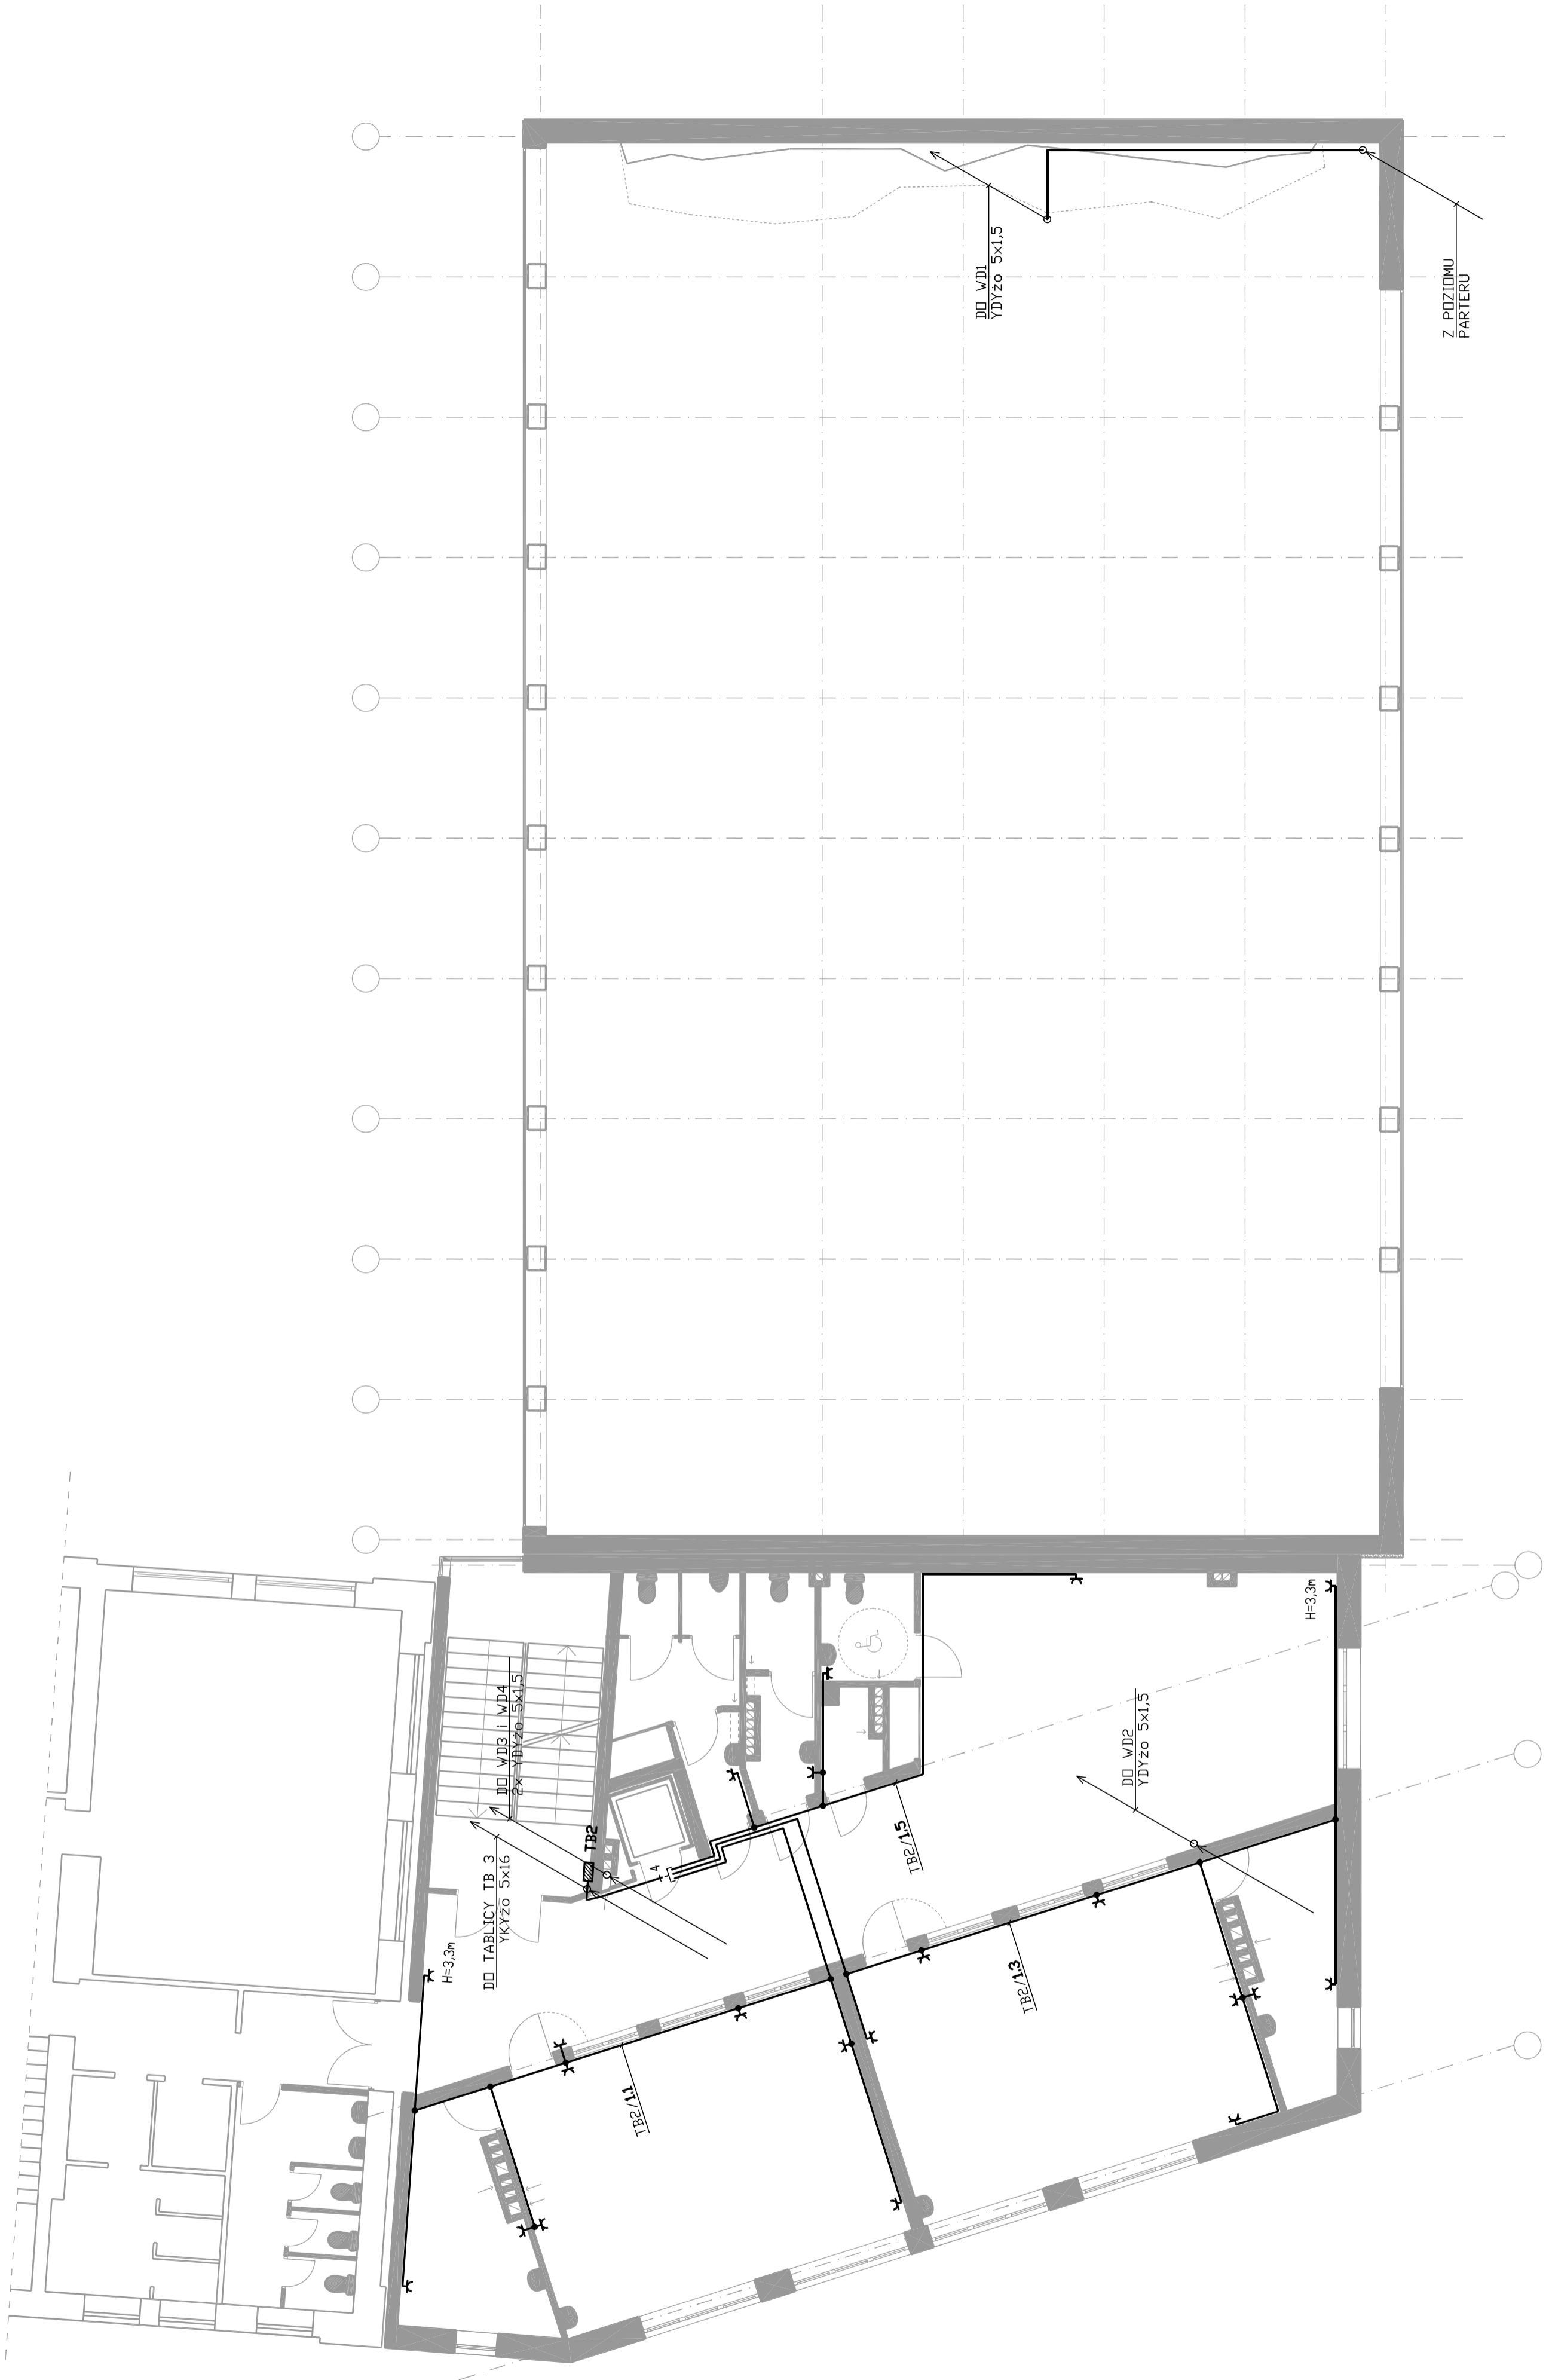 DO WD1
YDYżo 5x1,5
Z POZIOMU
PARTERU
H=3,3m
DO WD3 i WD4
2x YDYżo 5x1,5
DO WD2
YDYżo 5x1,5
TB2
4
TB2/1.5
DO TABLICY TB 3
YKYżo 5x16
H=3,3m
TB2/1.3
TB2/1.1